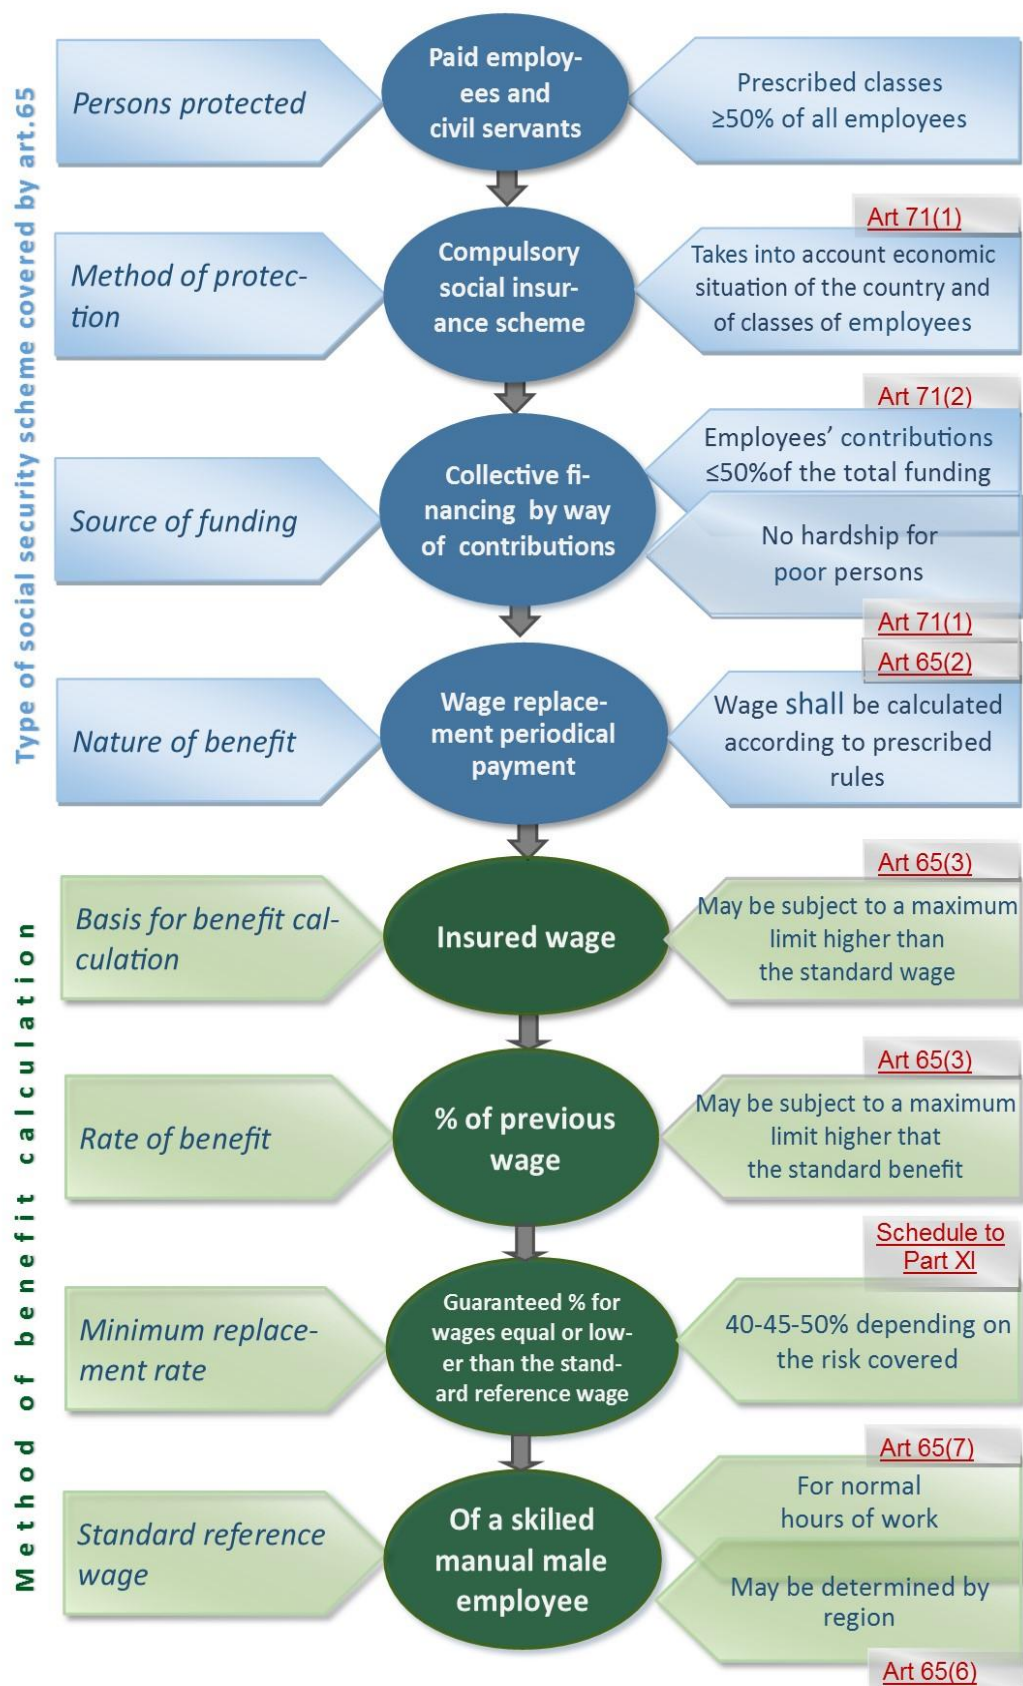 Type of social security scheme covered by art.65
Persons protected
Paid employ-
ees and
civil servants
Prescribed classes
≥50% of all employees
Method of protec-
tion
Compulsory
social insur-
ance scheme
Art 71(1)
Takes into account economic
situation of the country and
of classes of employees
Source of funding
Collective fi-
nancing by way
of contributions
Art 71(2)
Employees’ contributions
≤50%of the total funding
No hardship for
poor persons
Art 71(1)
Nature of benefit
Wage replace-
ment periodical
payment
Art 65(2)
Wage shall be calculated
according to prescribed
rules
Method of benefit calculation
Basis for benefit cal-
culation
Insured wage
Art 65(3)
May be subject to a maximum
limit higher than
the standard wage
Rate of benefit
% of previous
wage
Art 65(3)
May be subject to a maximum
limit higher that
the standard benefit
Minimum replace-
ment rate
Guaranteed % for
wages equal or low-
er than the stand-
ard reference wage
Schedule to
Part XI
40-45-50% depending on
the risk covered
Standard reference
wage
Of a skilled
manual male
employee
Art 65(7)
For normal
hours of work
May be determined by
region
Art 65(6)